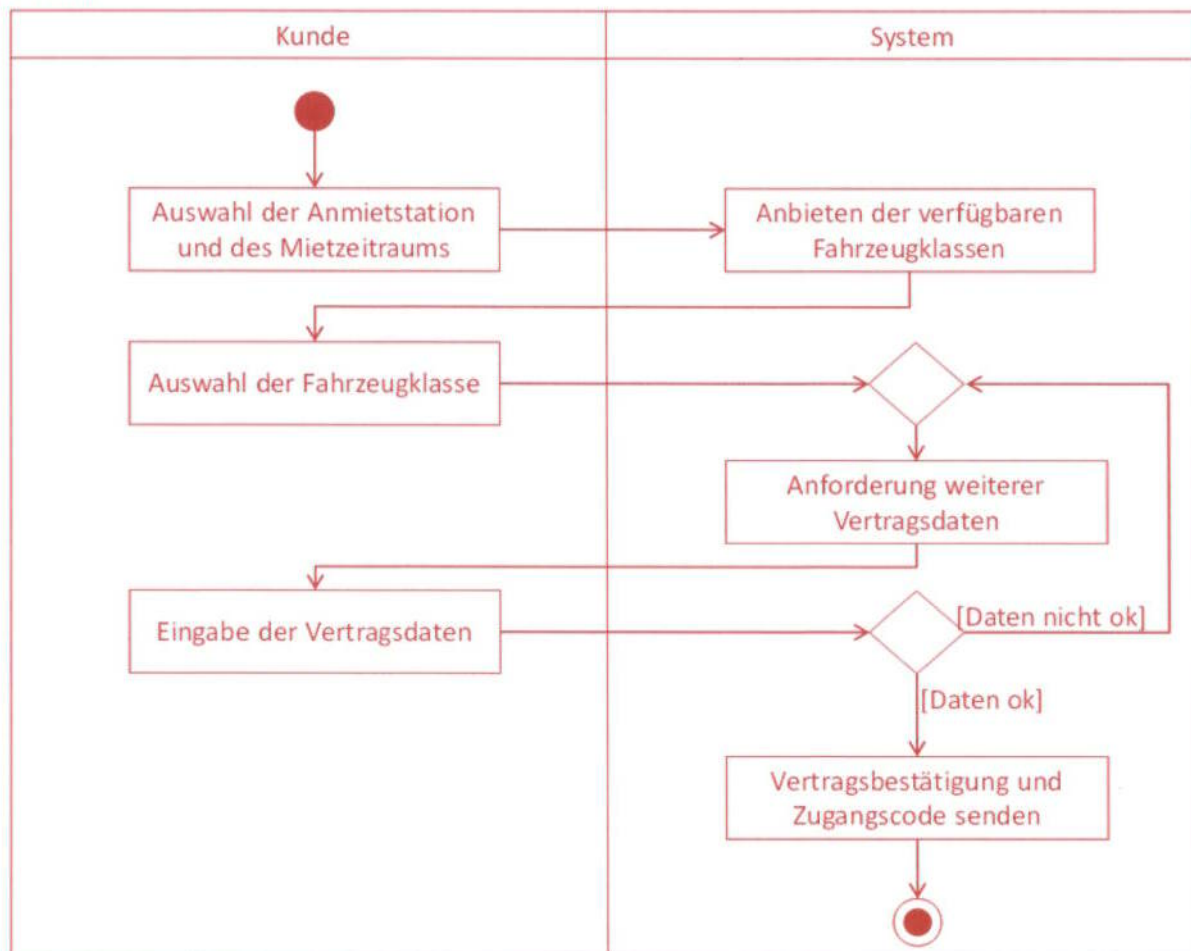 Kunde
System
Auswahl der Anmietstation
und des Mietzeitraums
Anbieten der verfügbaren
Fahrzeugklassen
Auswahl der Fahrzeugklasse
Anforderung weiterer
Vertragsdaten
Eingabe der Vertragsdaten
[Daten nicht ok]
[Daten ok]
Vertragsbestätigung und
Zugangscode senden